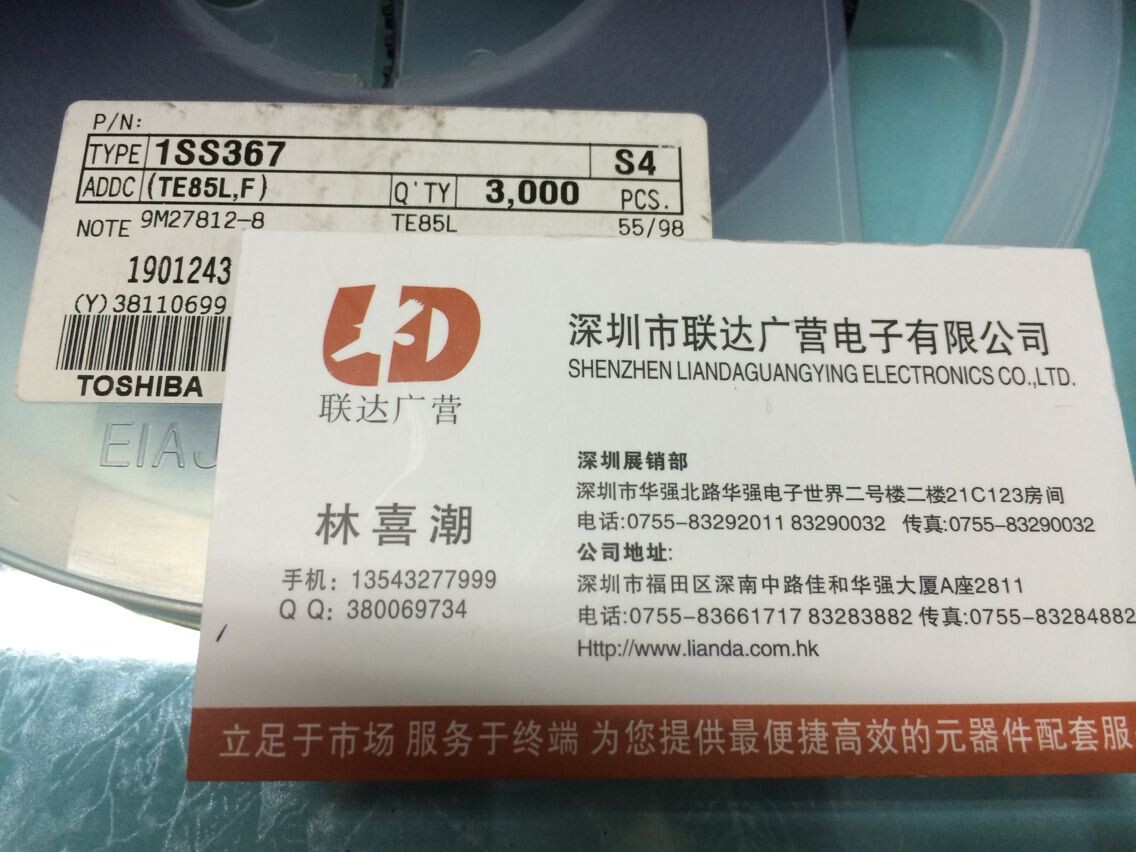 P/N:
TYPE 1SS367 S4
ADDC (TE85L,F) Q'TY 3,000 PCS.
NOTE 9M27812-8 TE85L 55/98
1901243
(Y)38110699
TOSHIBA
EIAJ
LD
联达广营
深圳市联达广营电子有限公司
SHENZHEN LIANDAGUANGYING ELECTRONICS CO.,LTD.
林喜潮
手机：13543277999
Q Q：380069734
深圳展销部
深圳市华强北路华强电子世界二号楼二楼21C123房间
电话:0755-83292011 83290032 传真:0755-83290032
公司地址:
深圳市福田区深南中路佳和华强大厦A座2811
电话:0755-83661717 83283882 传真:0755-83284882
Http://www.lianda.com.hk
立足于市场 服务于终端 为您提供最便捷高效的元器件配套服